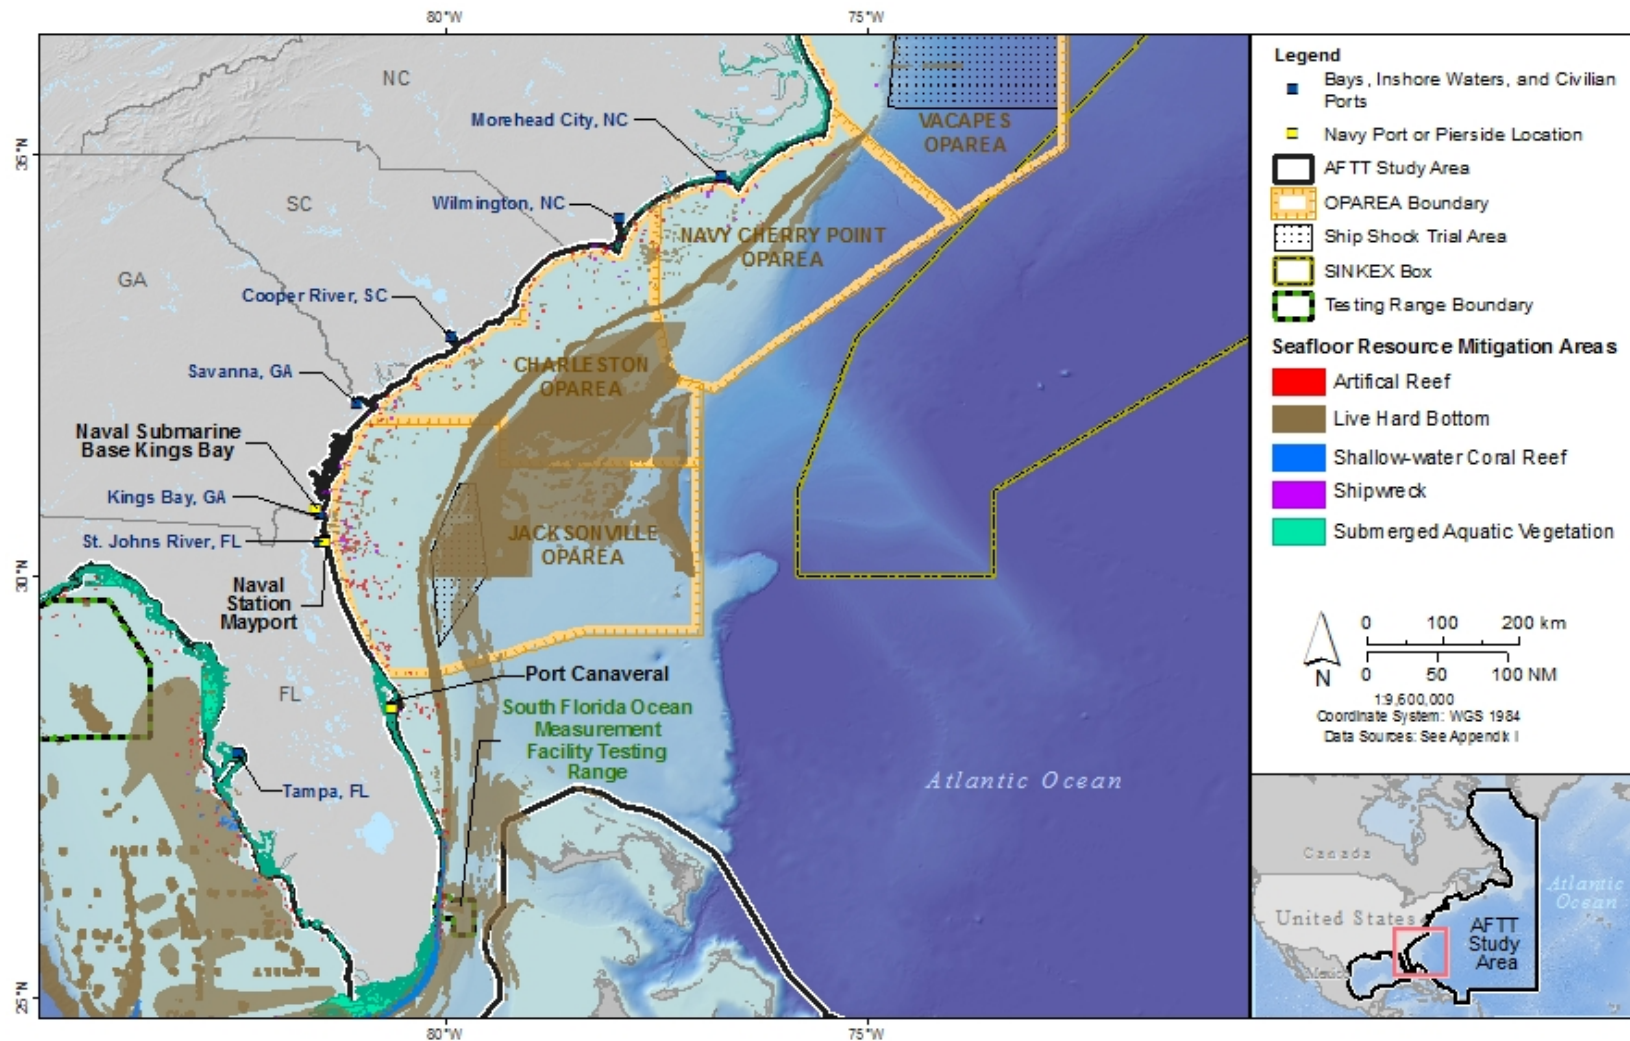 80°W
75°W
NC
Morehead City, NC
VACAPES
OPAREA
35°N
SC
Wilmington, NC
NAVY CHERRY POINT
OPAREA
GA
Cooper River, SC
CHARLESTON
OPAREA
Savanna, GA
Naval Submarine
Base Kings Bay
Kings Bay, GA
St. Johns River, FL
JACKSONVILLE
OPAREA
30°N
Naval
Station
Mayport
Port Canaveral
FL
South Florida Ocean
Measurement
Facility Testing
Range
Tampa, FL
Atlantic Ocean
25°N
80°W
75°W
Legend
Bays, Inshore Waters, and Civilian
Ports
Navy Port or Pierside Location
AFTT Study Area
OPAREA Boundary
Ship Shock Trial Area
SINKEX Box
Testing Range Boundary
Seafloor Resource Mitigation Areas
Artifical Reef
Live Hard Bottom
Shallow-water Coral Reef
Shipwreck
Submerged Aquatic Vegetation
0 100 200 km
0 50 100 NM
N
1:9,600,000
Coordinate System: WGS 1984
Data Sources: See Appendix I
Canada
United States
Mexico
Atlantic
Ocean
AFTT
Study
Area